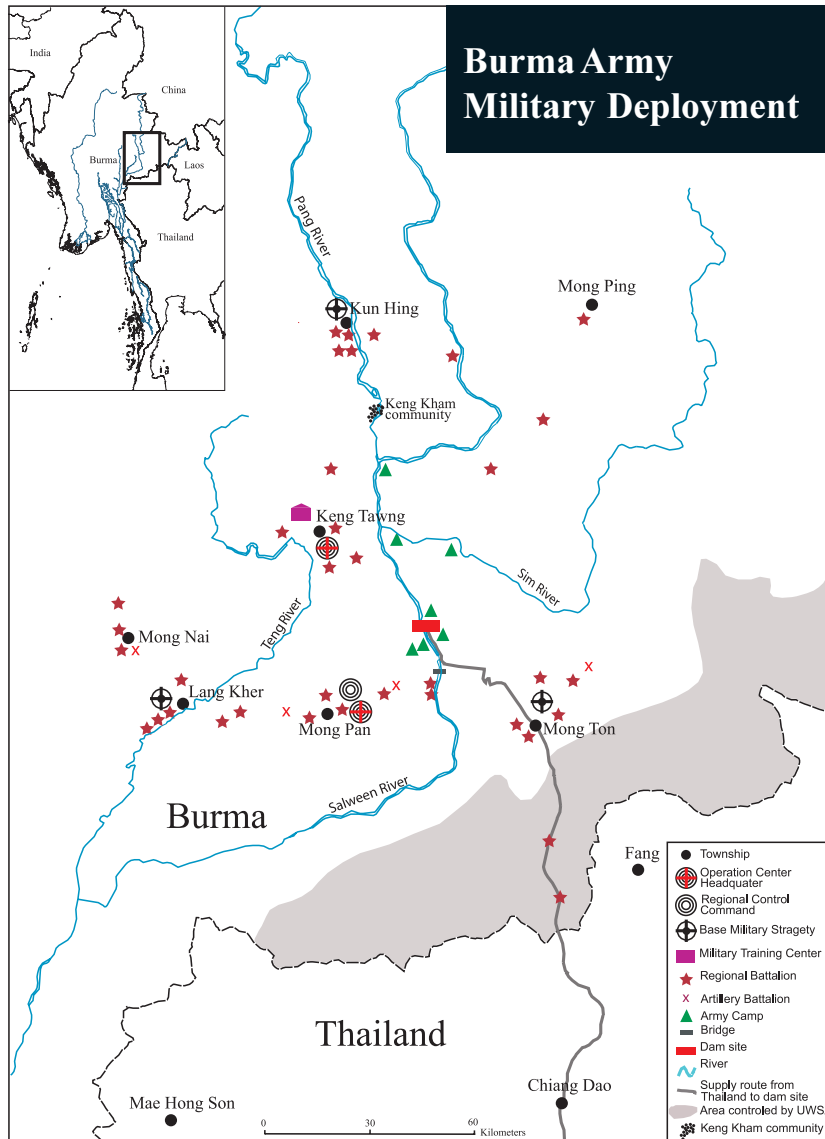 Burma Army
Military Deployment
India
China
Burma
Laos
Thailand
Pang River
Mong Ping
Kun Hing
Keng Kham
community
Keng Tawng
Sim River
Teng River
Mong Nai
Lang Kher
Mong Pan
Mong Ton
Salween River
Burma
Fang
Thailand
Chiang Dao
Mae Hong Son
0
30
60
Kilometers
Township
Operation Center
Headquater
Regional Control
Command
Base Military Stragety
Military Training Center
Regional Battalion
x Artillery Battalion
Army Camp
Bridge
Dam site
River
Supply route from
Thailand to dam site
Area controled by UWSA
Keng Kham community